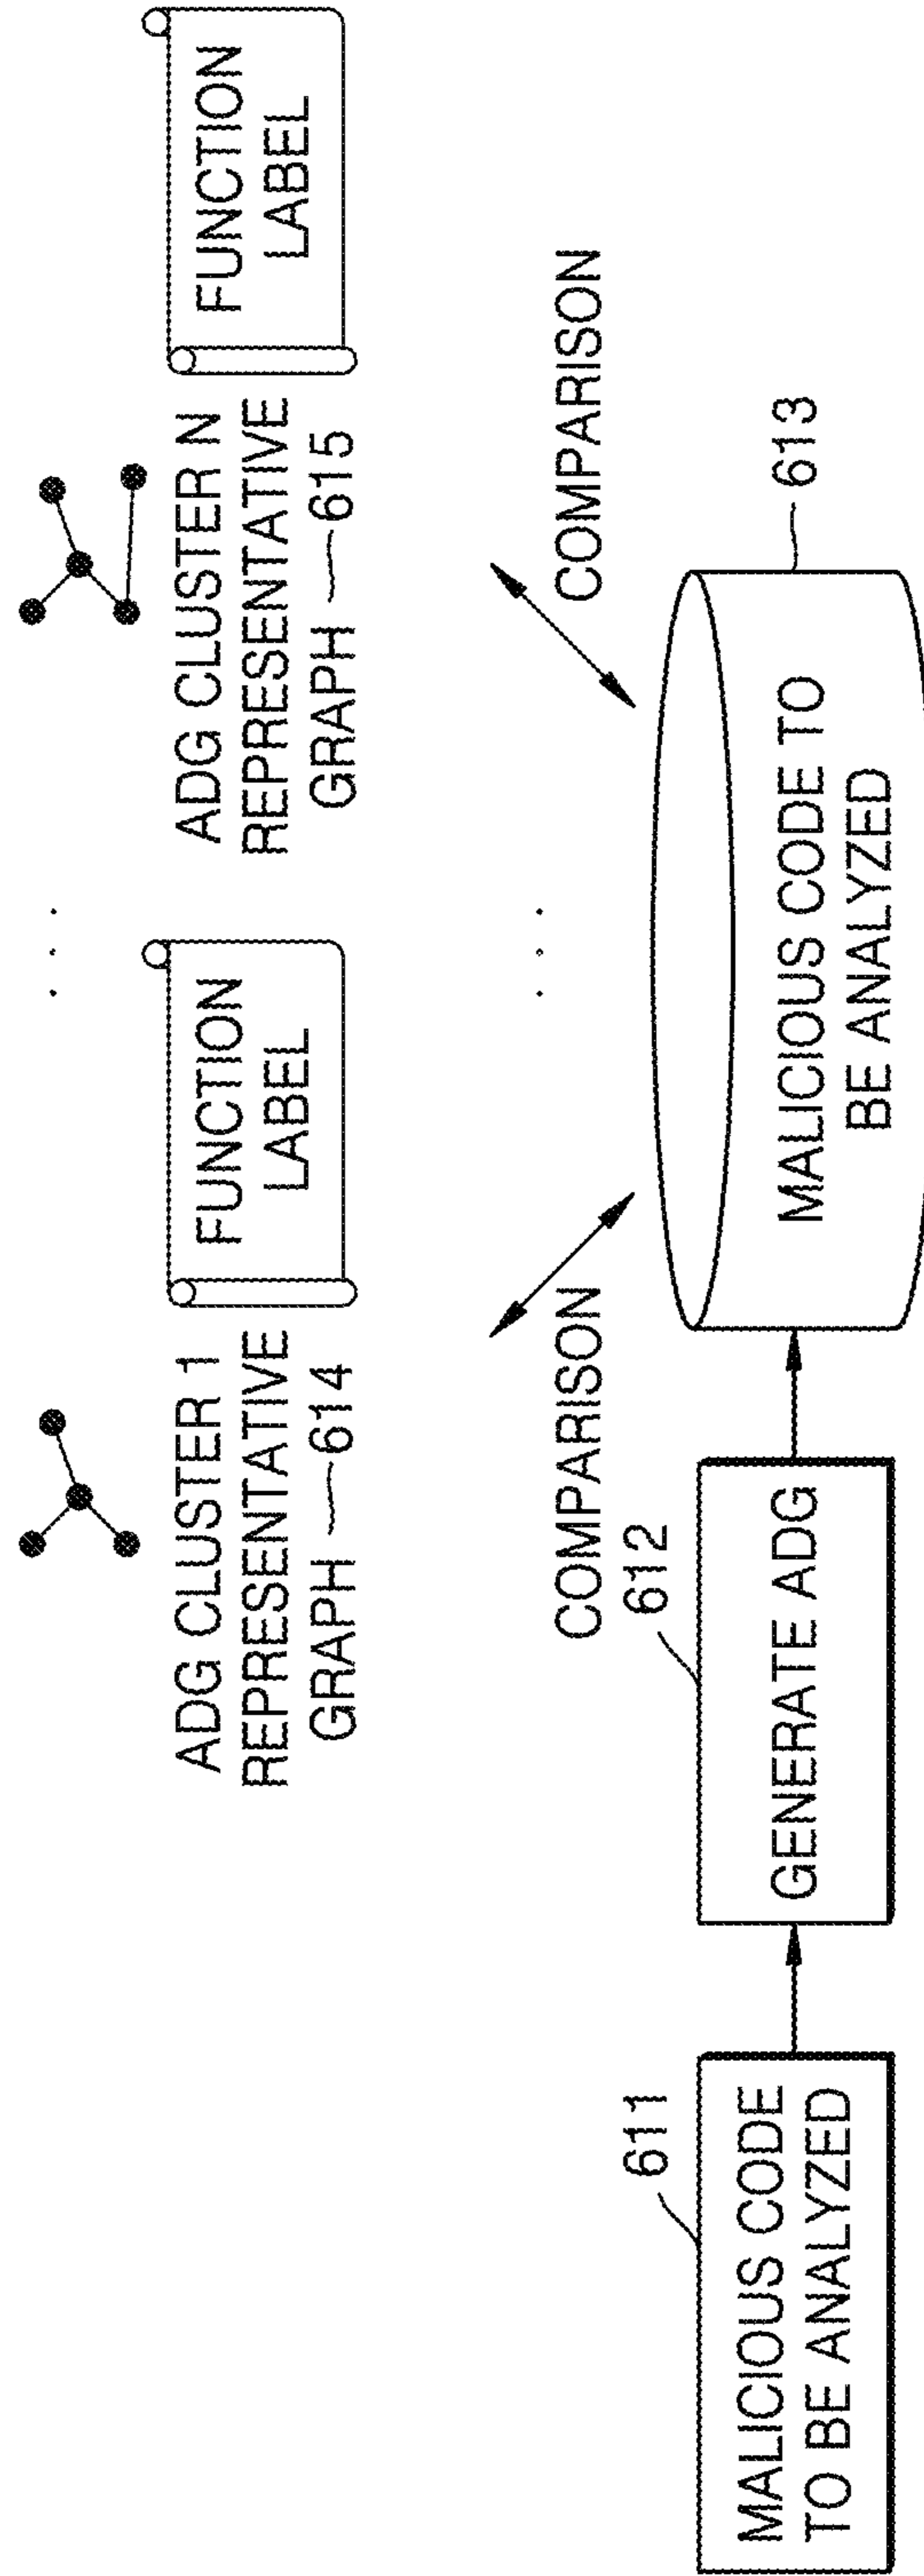 ADG CLUSTER 1
REPRESENTATIVE
GRAPH 614
FUNCTION
LABEL
. . .
ADG CLUSTER N
REPRESENTATIVE
GRAPH 615
FUNCTION
LABEL
COMPARISON
. . .
COMPARISON
611
MALICIOUS CODE
TO BE ANALYZED
612
GENERATE ADG
MALICIOUS CODE TO
BE ANALYZED
613